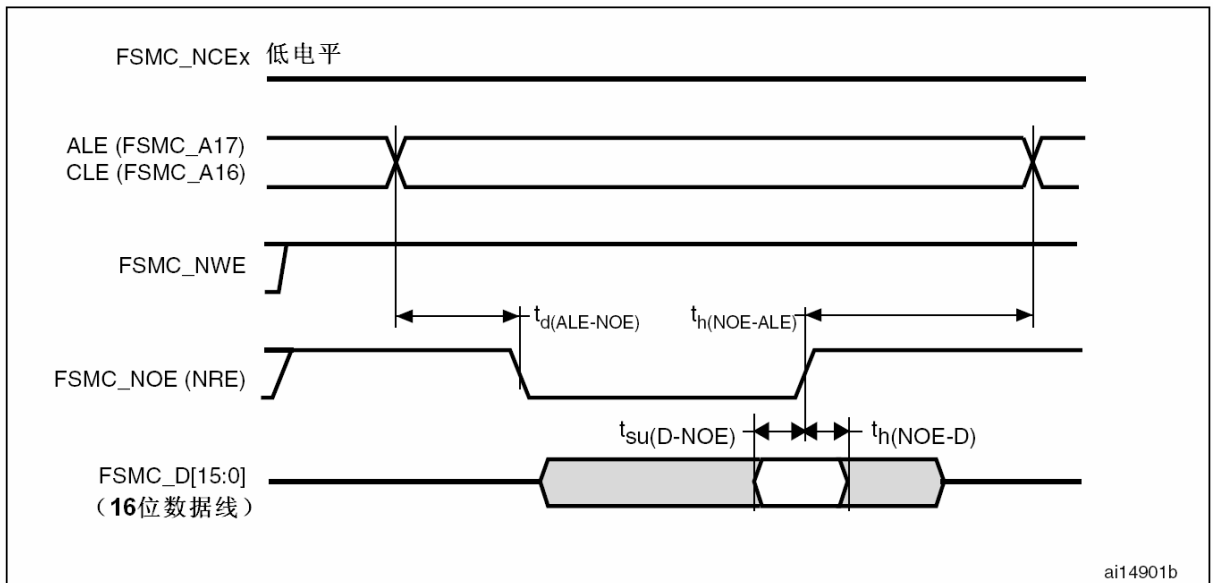 FSMC_NCEx 低电平
ALE (FSMC_A17)
CLE (FSMC_A16)
FSMC_NWE
td(ALE-NOE)
th(NOE-ALE)
FSMC_NOE (NRE)
tsu(D-NOE)
th(NOE-D)
FSMC_D[15:0]
（16位数据线）
ai14901b